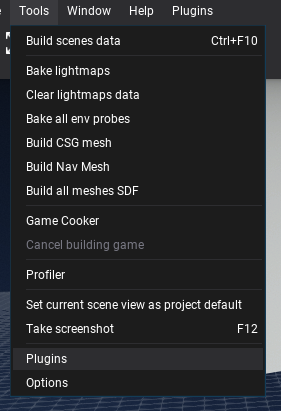 Tools Window Help Plugins
Build scenes data Ctrl+F10
Bake lightmaps
Clear lightmaps data
Bake all env probes
Build CSG mesh
Build Nav Mesh
Build all meshes SDF
Game Cooker
Cancel building game
Profiler
Set current scene view as project default
Take screenshot F12
Plugins
Options